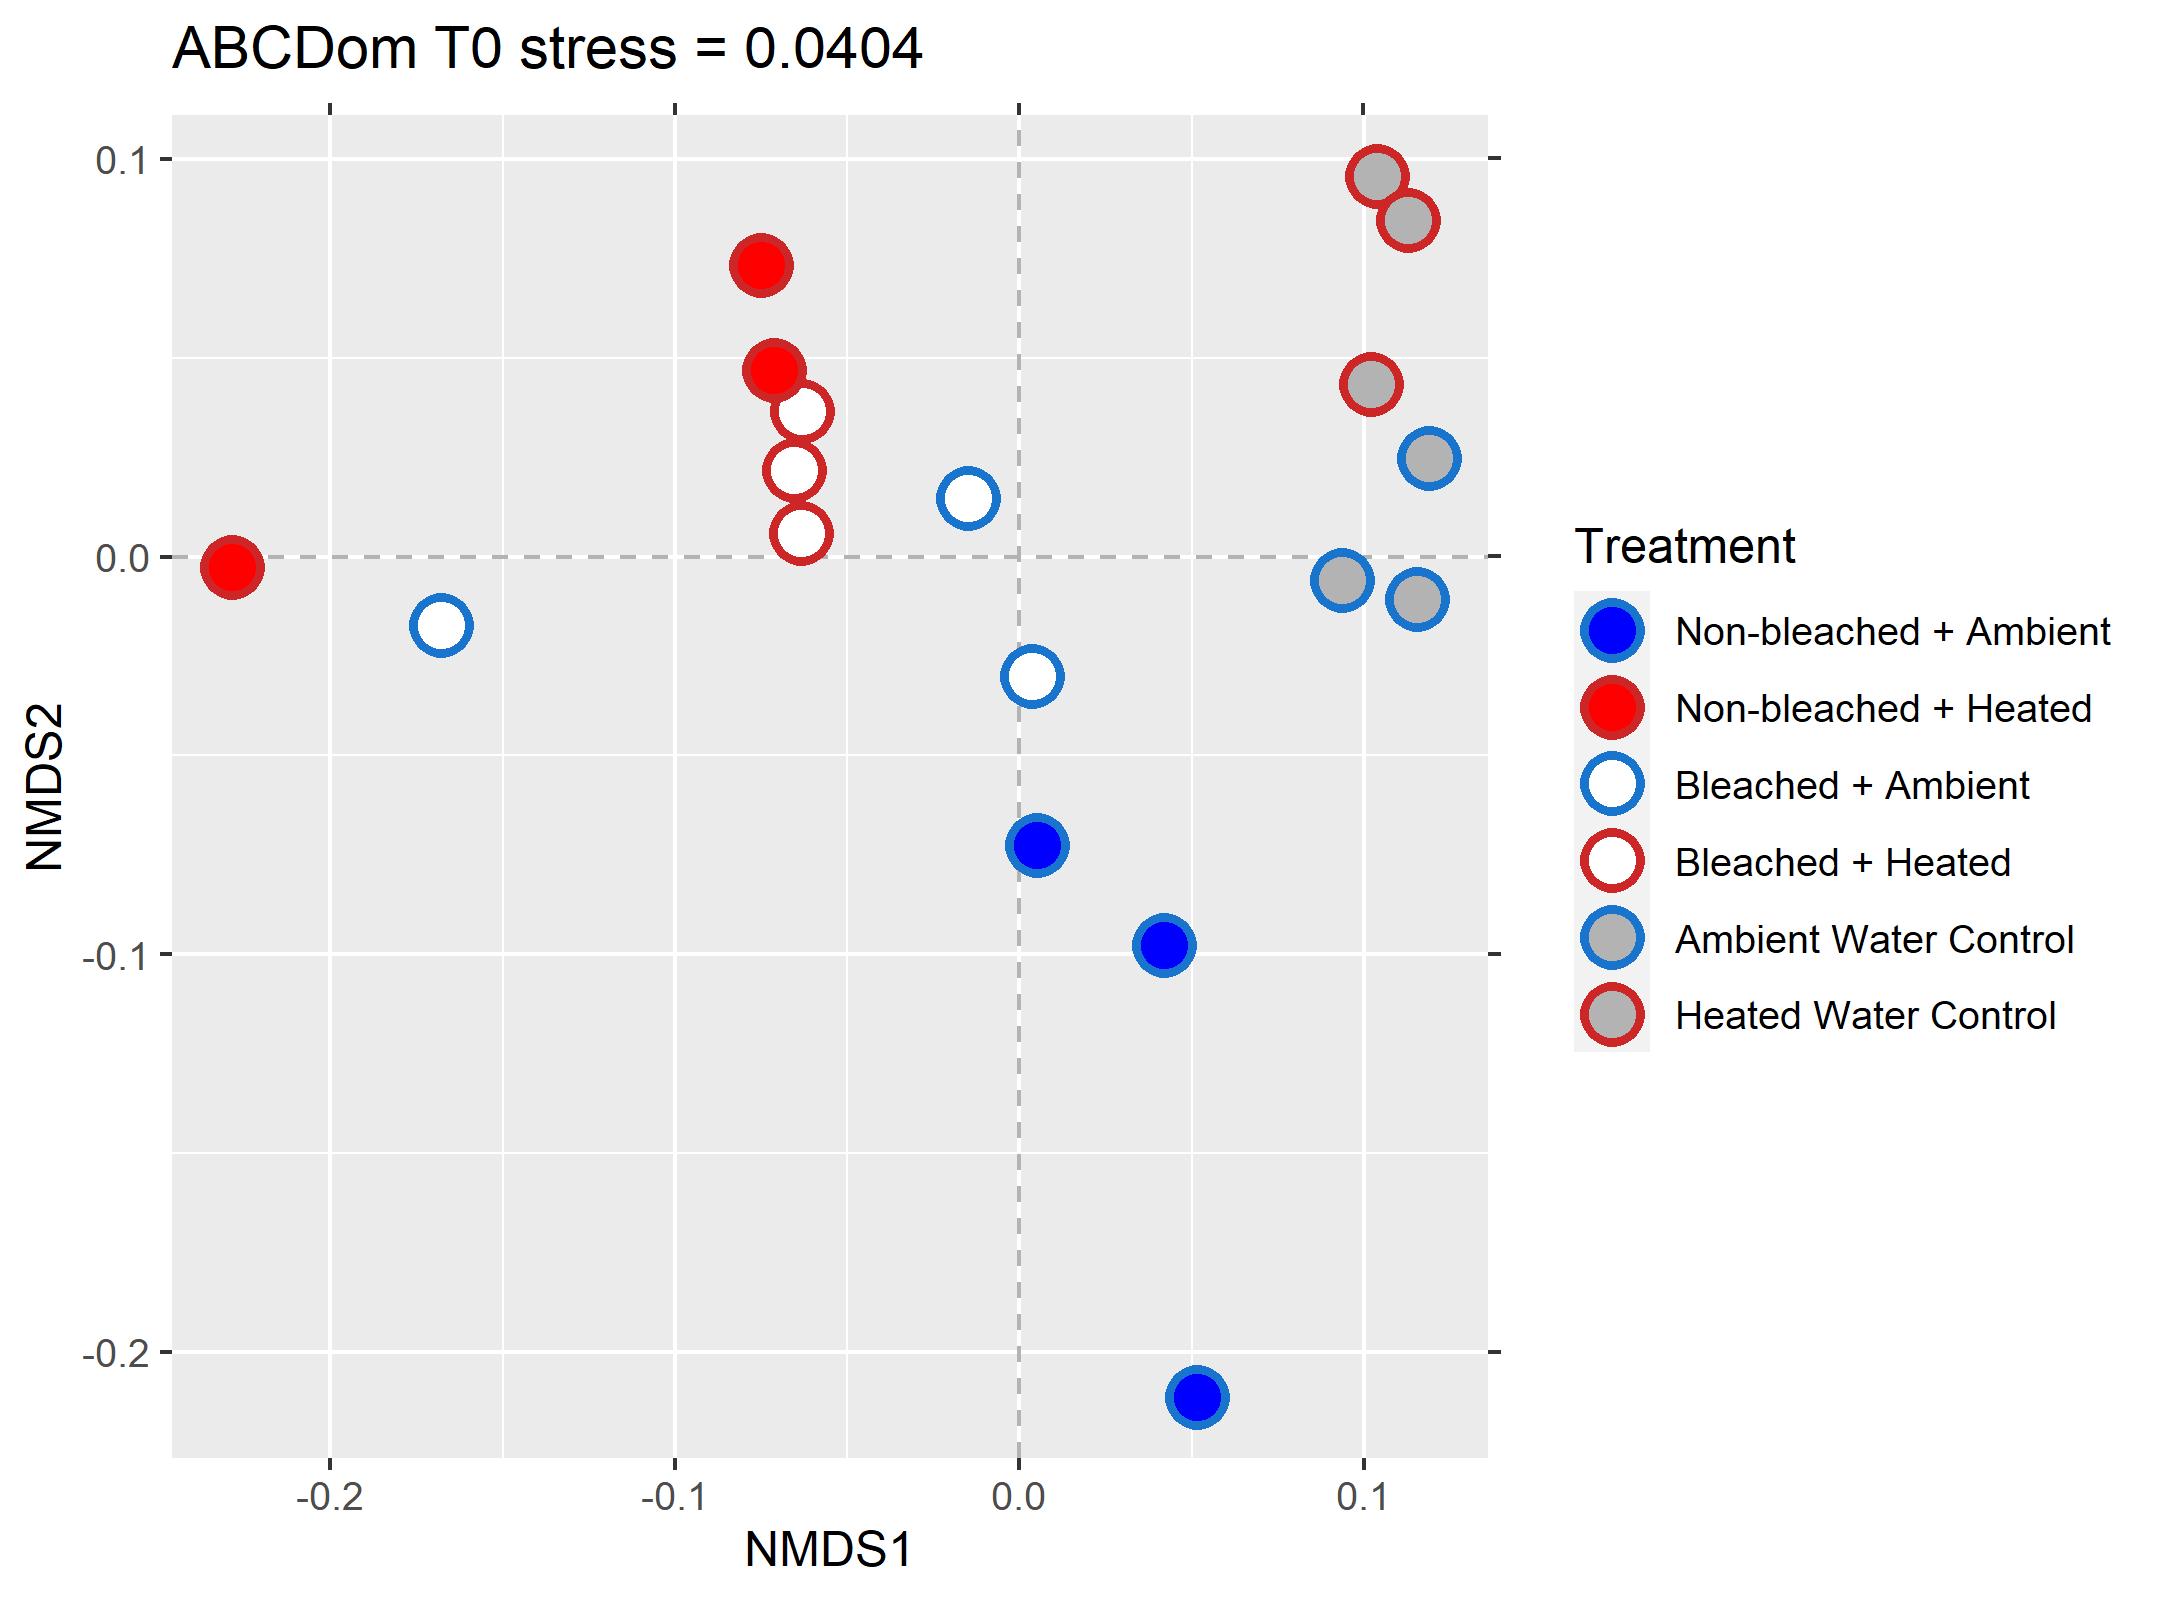 ABCDom T0 stress = 0.0404
0.1
0.0
-0.1
-0.2
NMDS2
-0.2
-0.1
0.0
0.1
NMDS1
Treatment
Non-bleached + Ambient
Non-bleached + Heated
Bleached + Ambient
Bleached + Heated
Ambient Water Control
Heated Water Control